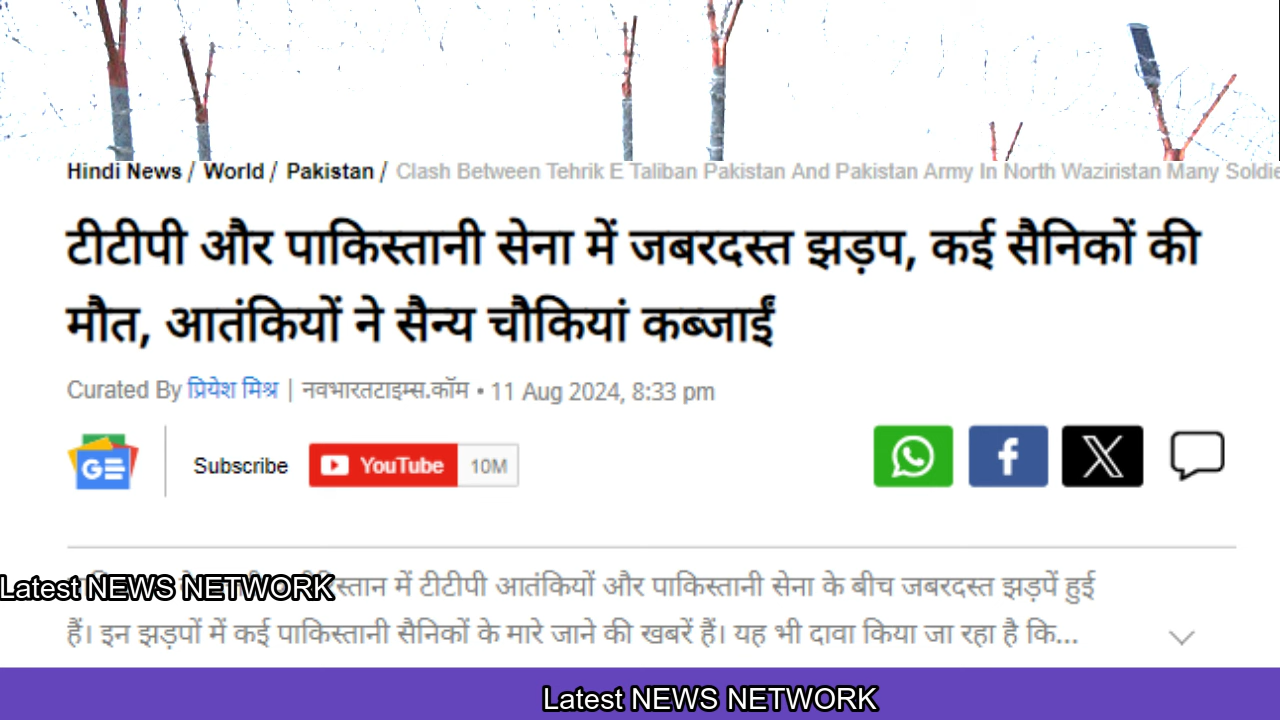 Hindi News / World / Pakistan / Clash Between Tehrik E Taliban Pakistan And Pakistan Army In North Waziristan Many
टीटीपी और पाकिस्तानी सेना में जबरदस्त झड़प, कई सैनिकों की
मौत, आतंकियों ने सैन्य चौकियां कब्जाईं
Curated By प्रियेश मिश्र | नवभारतटाइम्स.कॉम • 11 Aug 2024, 8:33 pm
GE Subscribe YouTube 10M
Latest NEWS NETWORK
में टीटीपी आतंकियों और पाकिस्तानी सेना के बीच जबरदस्त झड़पें हुई
हैं। इन झड़पों में कई पाकिस्तानी सैनिकों के मारे जाने की खबरें हैं। यह भी दावा किया जा रहा है कि...
Latest NEWS NETWORK